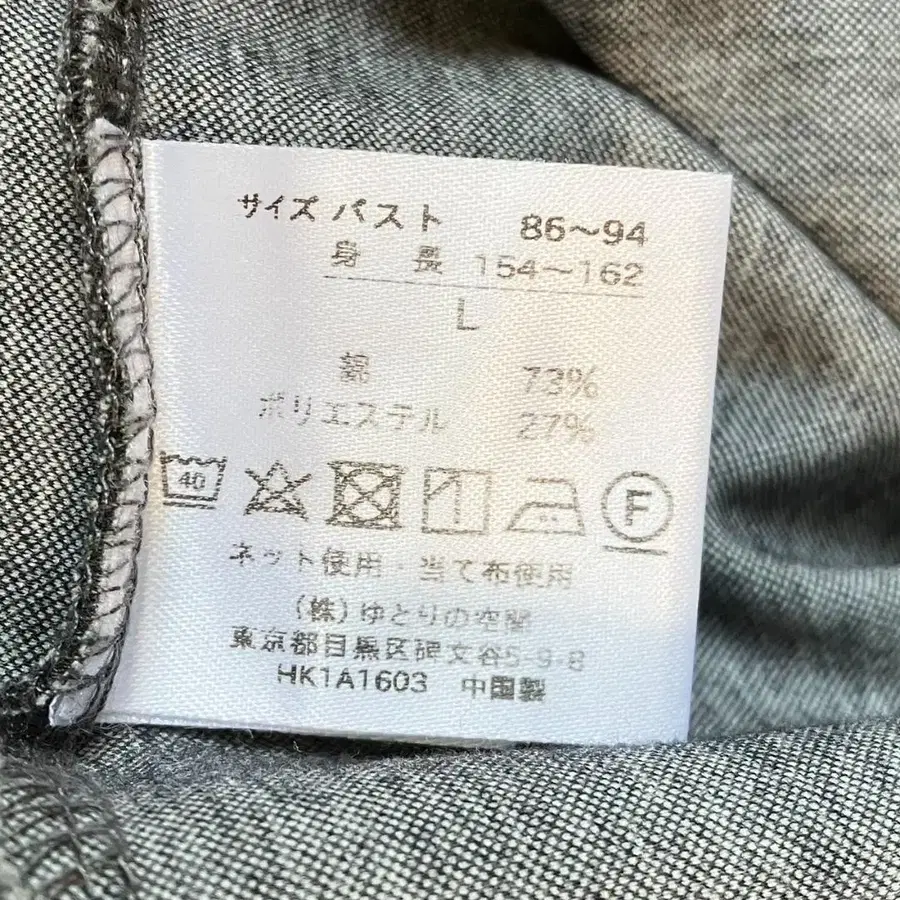 サイズ バスト 86～94
身長 154～162
L
綿 73%
ポリエステル 27%
40 F
ネット使用・当て布使用
(株)ゆとりの空間
東京都目黒区碑文谷5-9-8
HK1A1603 中国製